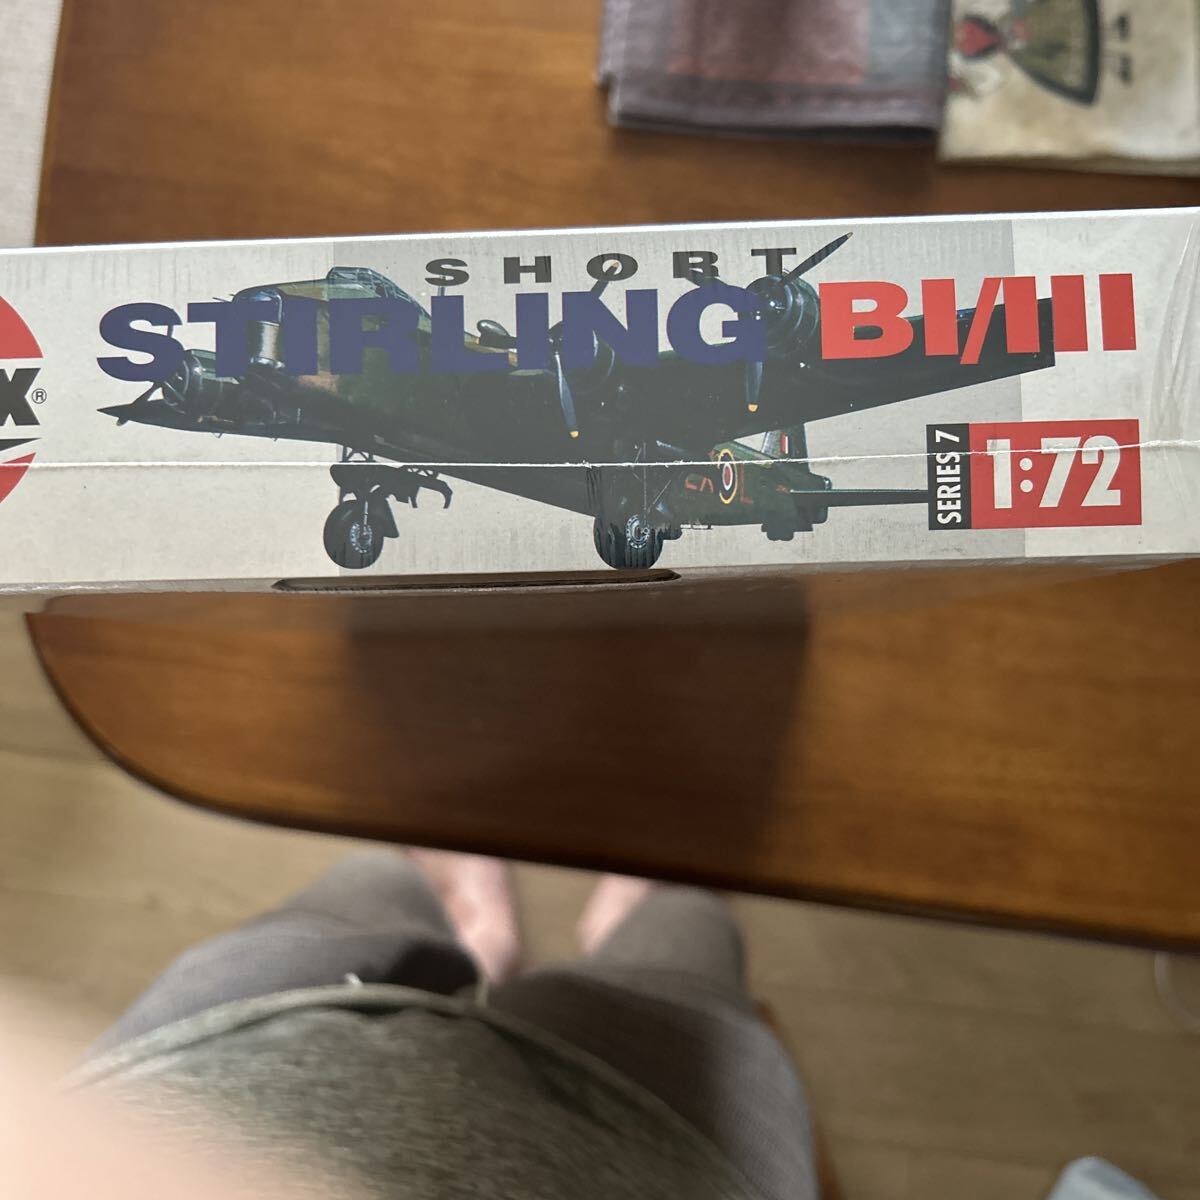 SHORT
STIRLING BI/III
X®
SERIES 7
1:72
L